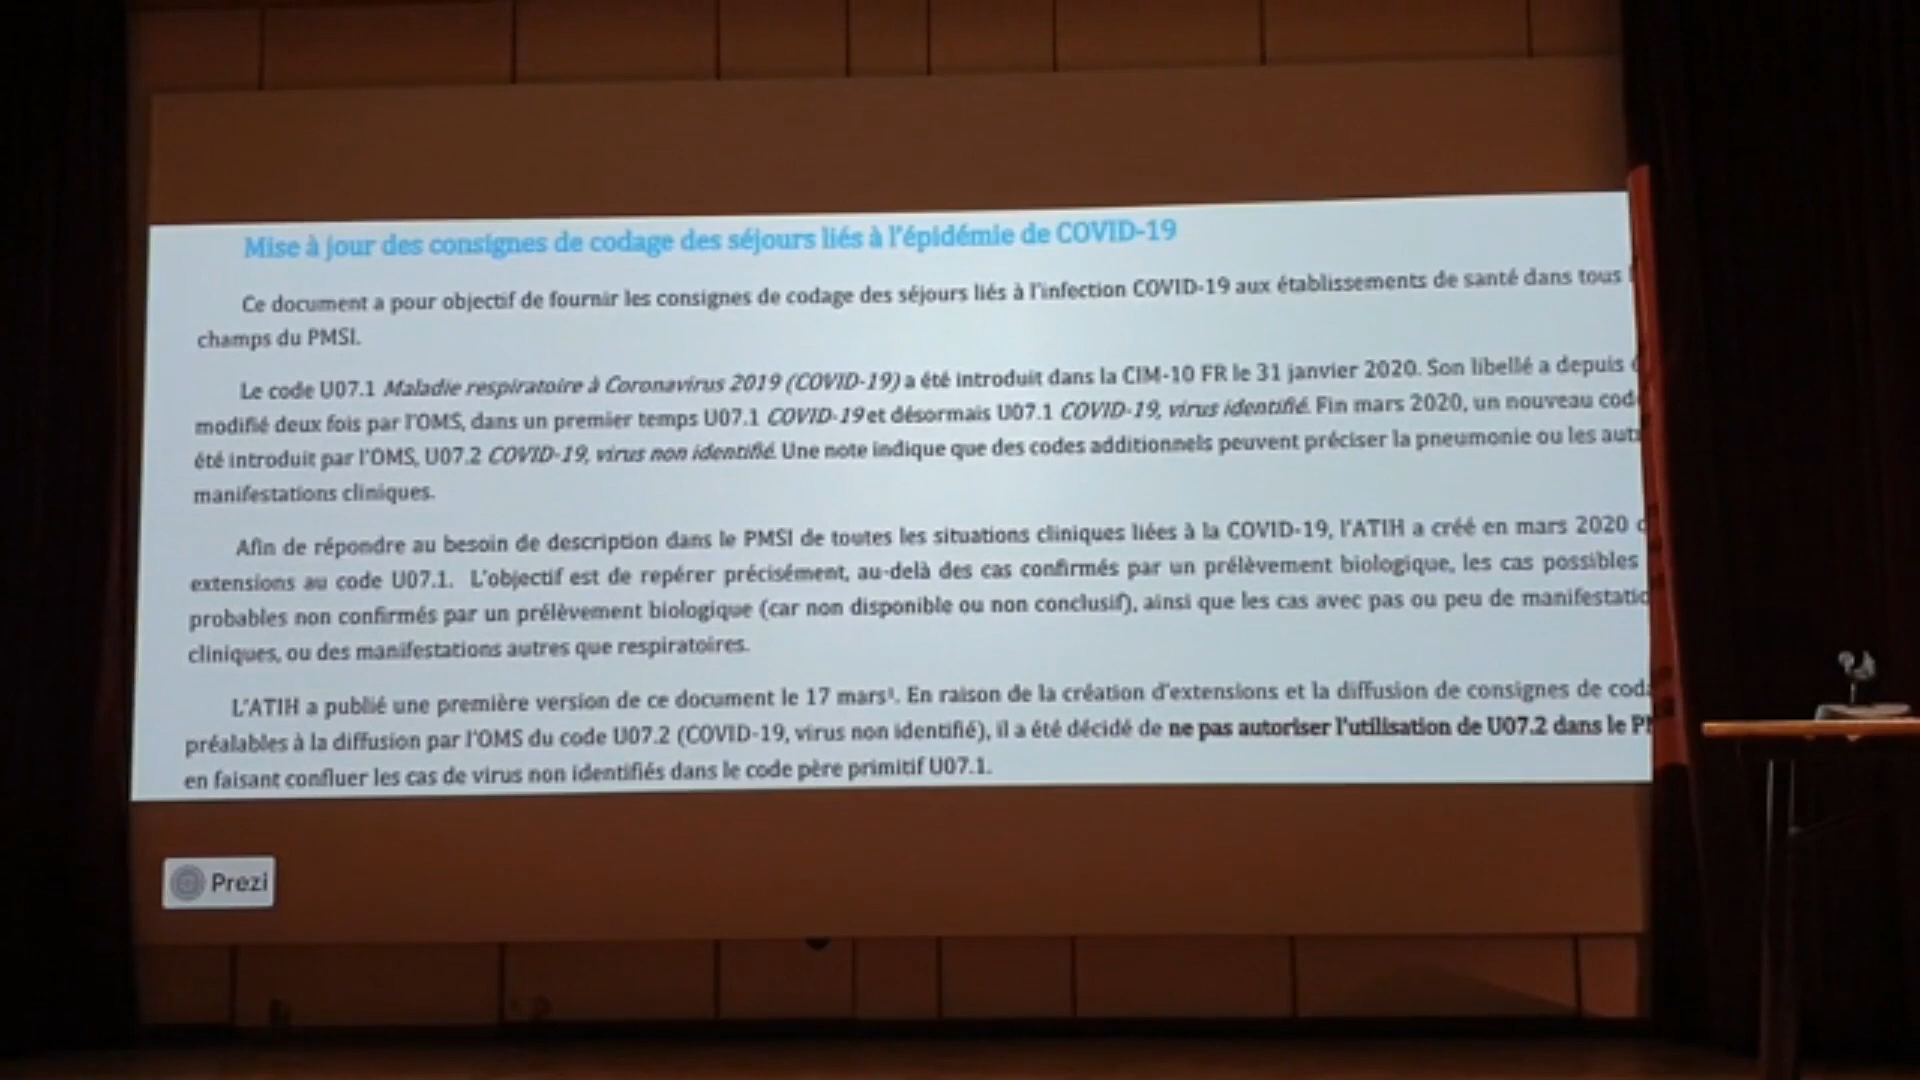 Mise à jour des consignes de codage des séjours liés à l'épidémie de COVID-19
Ce document a pour objectif de fournir les consignes de codage des séjours liés à l'infection COVID-19 aux établissements de santé dans tous
champs du PMSI.
Le code U07.1 Maladie respiratoire à Coronavirus 2019 (COVID-19) a été introduit dans la CIM-10 FR le 31 janvier 2020. Son libellé a depuis
modifié deux fois par l'OMS, dans un premier temps U07.1 COVID-19 et désormais U07.1 COVID-19, virus identifié. Fin mars 2020, un nouveau cod
été introduit par l'OMS, U07.2 COVID-19, virus non identifié. Une note indique que des codes additionnels peuvent préciser la pneumonie ou les aut
manifestations cliniques.
Afin de répondre au besoin de description dans le PMSI de toutes les situations cliniques liées à la COVID-19, l'ATIH a créé en mars 2020
extensions au code U07.1. L'objectif est de repérer précisément, au-delà des cas confirmés par un prélèvement biologique, les cas possibles
probables non confirmés par un prélèvement biologique (car non disponible ou non conclusif), ainsi que les cas avec pas ou peu de manifestatio
cliniques, ou des manifestations autres que respiratoires.
L'ATIH a publié une première version de ce document le 17 mars¹. En raison de la création d'extensions et la diffusion de consignes de coda
préalables à la diffusion par l'OMS du code U07.2 (COVID-19, virus non identifié), il a été décidé de ne pas autoriser l'utilisation de U07.2 dans le P
en faisant confluer les cas de virus non identifiés dans le code père primitif U07.1.
Prezi